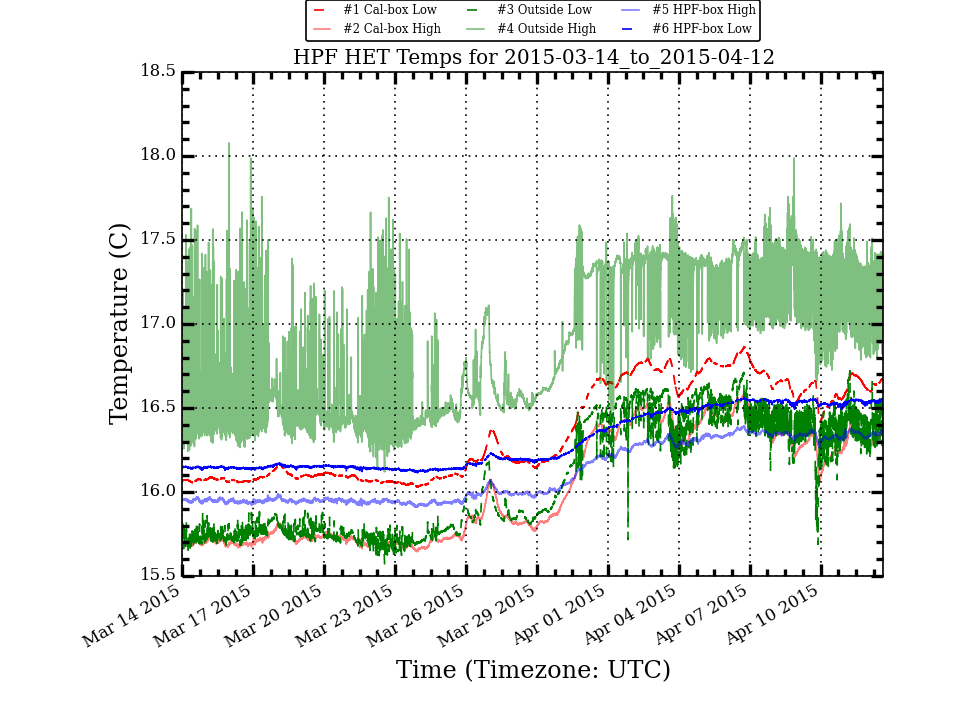 #1 Cal-box Low #3 Outside Low #5 HPF-box High
#2 Cal-box High #4 Outside High #6 HPF-box Low
HPF HET Temps for 2015-03-14_to_2015-04-12
18.5
18.0
17.5
17.0
16.5
16.0
15.5
Temperature (C)
Mar 14 2015 Mar 17 2015 Mar 20 2015 Mar 23 2015 Mar 26 2015 Mar 29 2015 Apr 01 2015 Apr 04 2015 Apr 07 2015 Apr 10 2015
Time (Timezone: UTC)